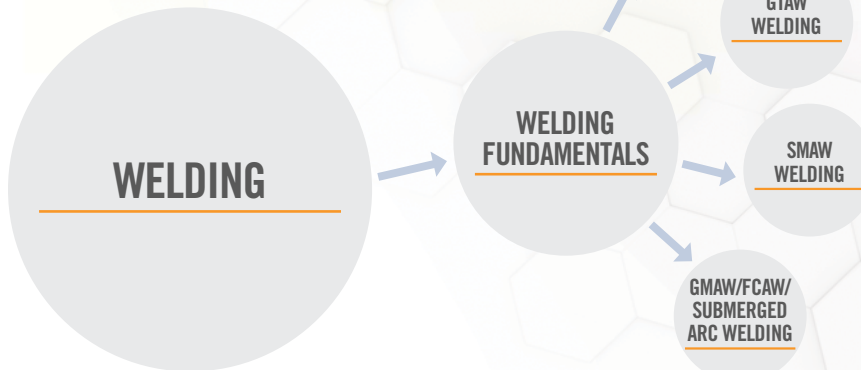 WELDING
WELDING
FUNDAMENTALS
GTAW
WELDING
SMAW
WELDING
GMAW/FCAW/
SUBMERGED
ARC WELDING